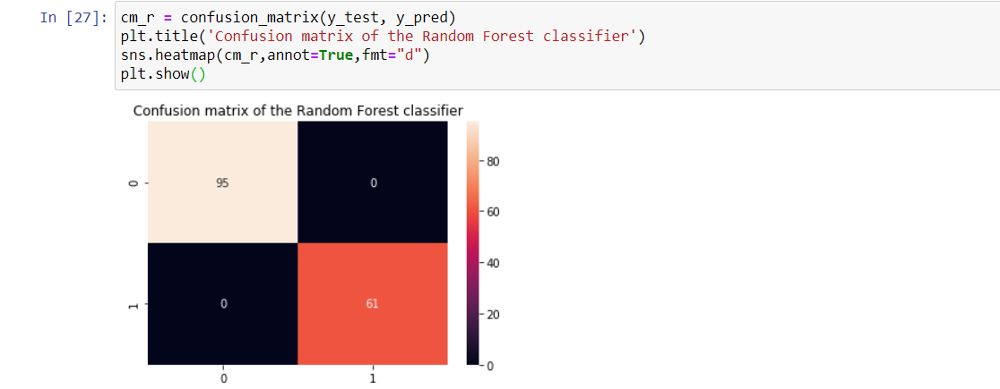 In [27]: cm_r = confusion_matrix(y_test, y_pred)
plt.title('Confusion matrix of the Random Forest classifier')
sns.heatmap(cm_r,annot=True,fmt="d")
plt.show()
Confusion matrix of the Random Forest classifier
80
0 95 0
60
40
1 0 61
20
0
0 1